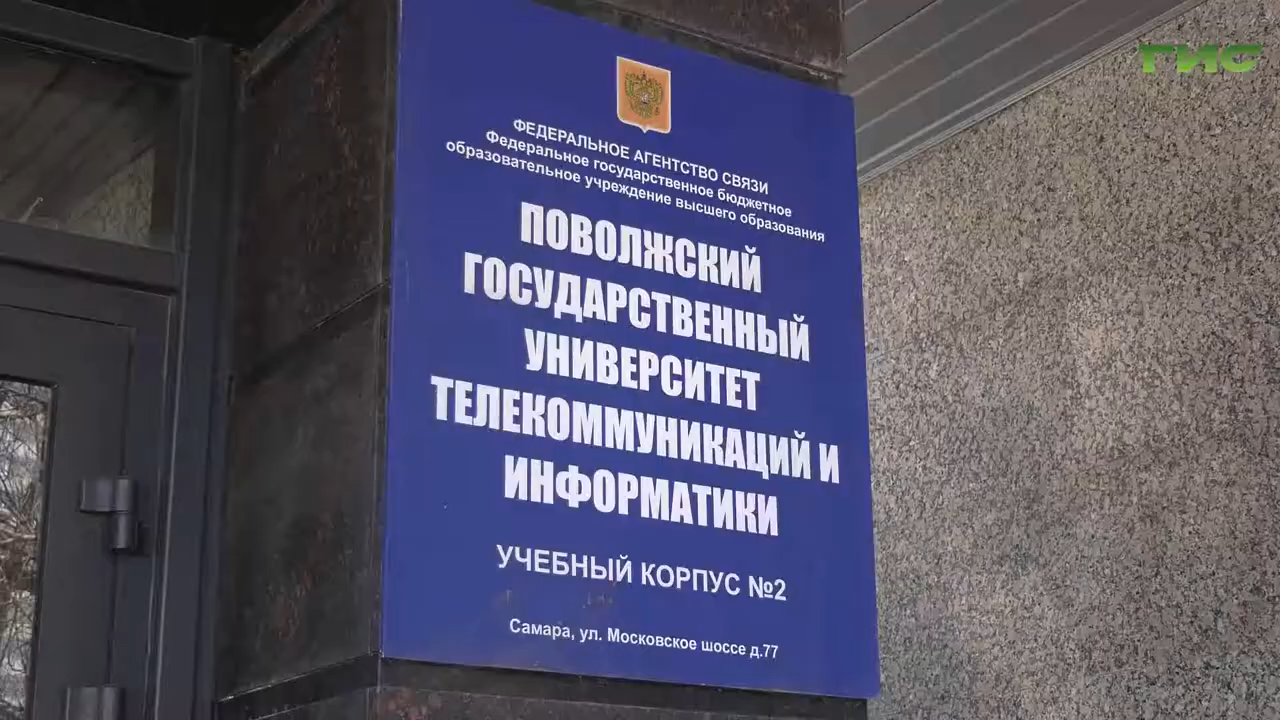 ГИС
ФЕДЕРАЛЬНОЕ АГЕНТСТВО СВЯЗИ
Федеральное государственное бюджетное
образовательное учреждение высшего образования
ПОВОЛЖСКИЙ
ГОСУДАРСТВЕННЫЙ
УНИВЕРСИТЕТ
ТЕЛЕКОММУНИКАЦИЙ И
ИНФОРМАТИКИ
УЧЕБНЫЙ КОРПУС №2
Самара, ул. Московское шоссе д.77